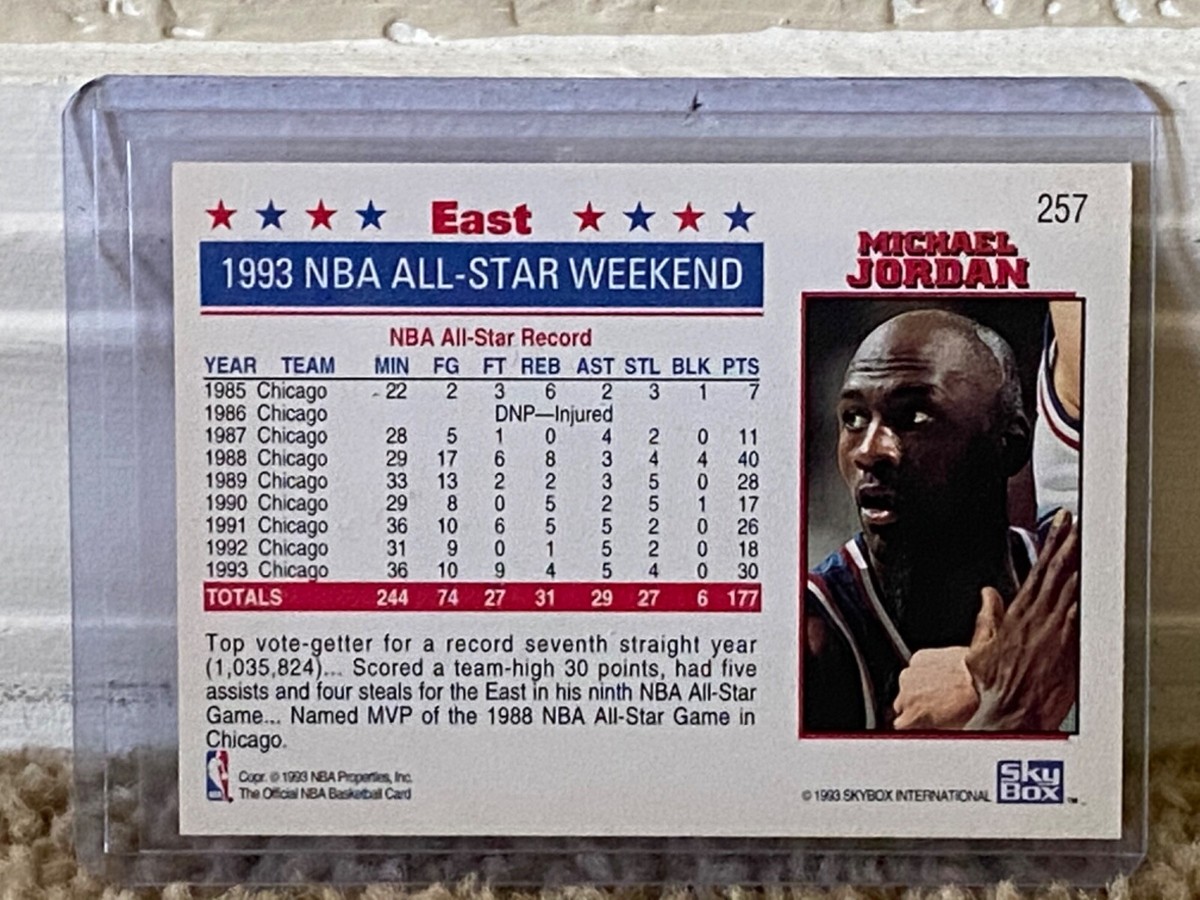 East
257
1993 NBA ALL-STAR WEEKEND
MICHAEL
JORDAN
NBA All-Star Record
YEAR TEAM MIN FG FT REB AST STL BLK PTS
1985 Chicago 22 2 3 6 2 3 1 7
1986 Chicago DNP—Injured
1987 Chicago 28 5 1 0 4 2 0 11
1988 Chicago 29 17 6 8 3 4 4 40
1989 Chicago 33 13 2 2 3 5 0 28
1990 Chicago 29 8 0 5 2 5 1 17
1991 Chicago 36 10 6 5 5 2 0 26
1992 Chicago 31 9 0 1 5 2 0 18
1993 Chicago 36 10 9 4 5 4 0 30
TOTALS 244 74 27 31 29 27 6 177
Top vote-getter for a record seventh straight year
(1,035,824)... Scored a team-high 30 points, had five
assists and four steals for the East in his ninth NBA All-Star
Game... Named MVP of the 1988 NBA All-Star Game in
Chicago.
Copr. © 1993 NBA Properties, Inc.
The Official NBA Basketball Card
© 1993 SKYBOX INTERNATIONAL
Sky
Box ™